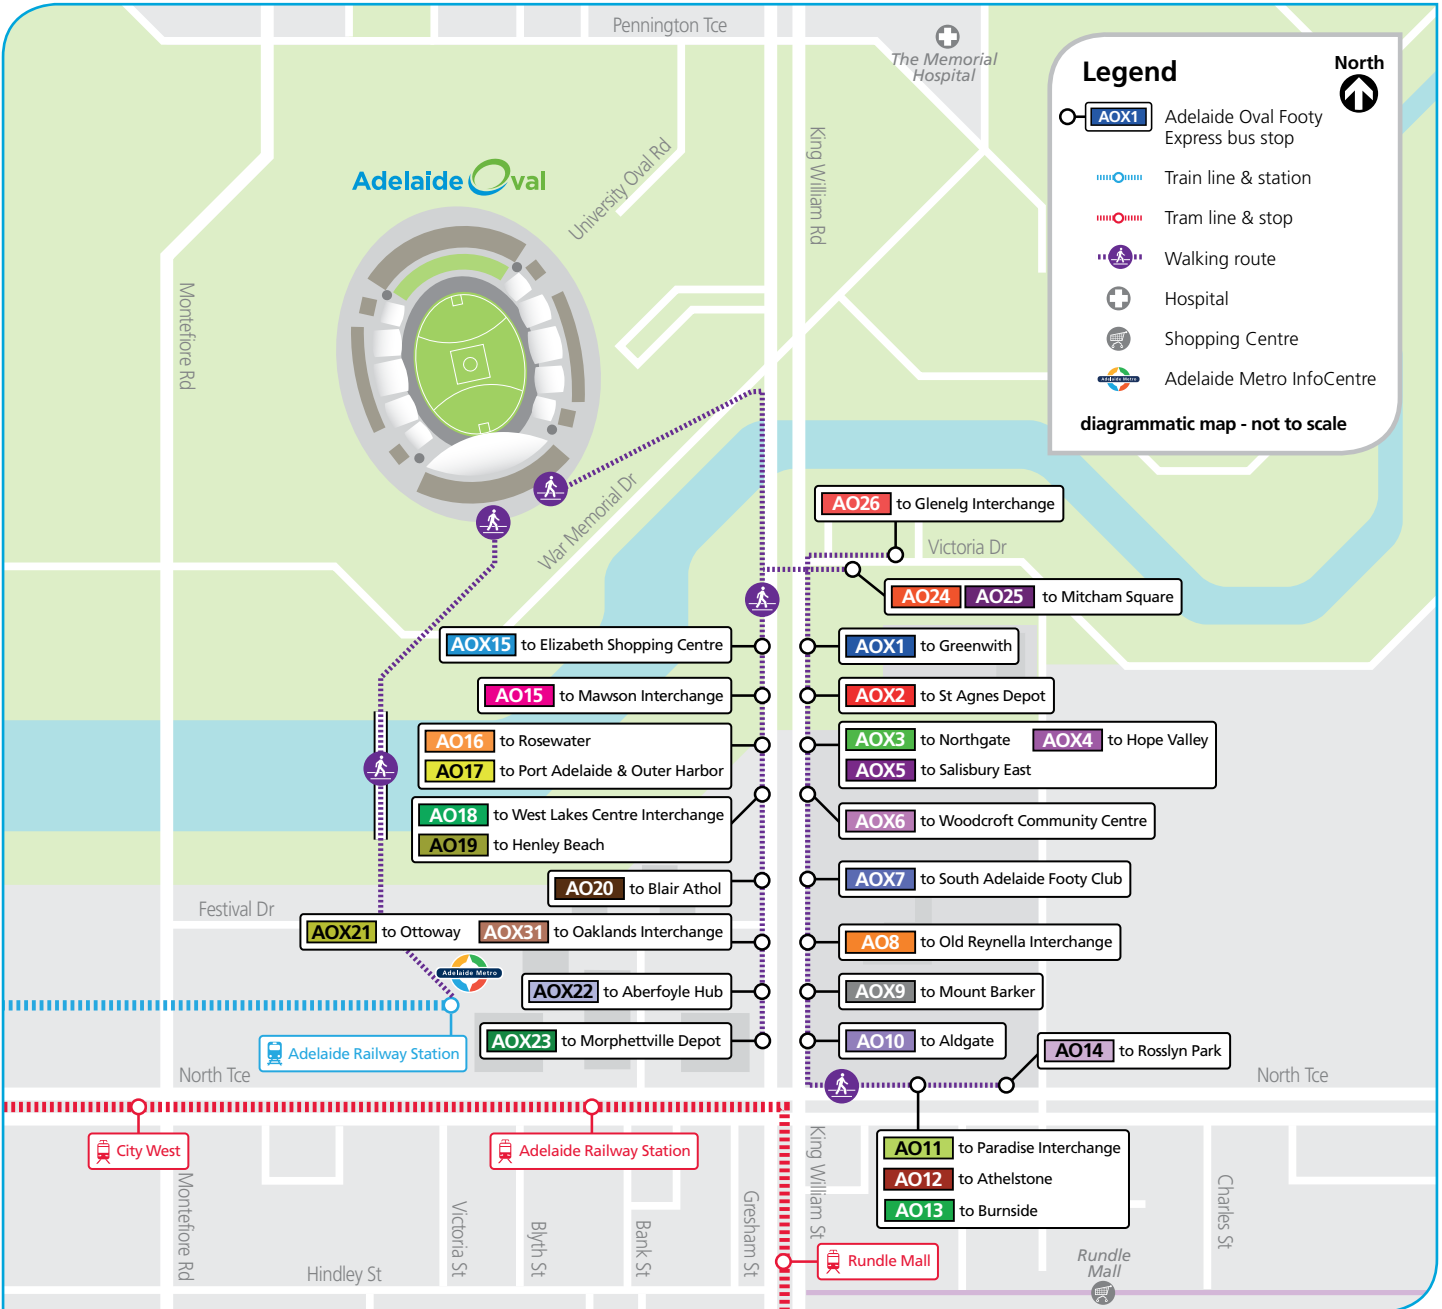 Pennington Tce
The Memorial
Hospital
Legend
North
AOX1
Adelaide Oval Footy
Express bus stop
Train line & station
Tram line & stop
Walking route
Hospital
Shopping Centre
Adelaide Metro
Adelaide Metro InfoCentre
diagrammatic map - not to scale
Adelaide Oval
University Oval Rd
King William Rd
Montefiore Rd
War Memorial Dr
AO26 to Glenelg Interchange
Victoria Dr
AO24 AO25 to Mitcham Square
AOX15 to Elizabeth Shopping Centre
AOX1 to Greenwith
AO15 to Mawson Interchange
AOX2 to St Agnes Depot
AO16 to Rosewater
AO17 to Port Adelaide & Outer Harbor
AOX3 to Northgate AOX4 to Hope Valley
AOX5 to Salisbury East
AO18 to West Lakes Centre Interchange
AO19 to Henley Beach
AOX6 to Woodcroft Community Centre
AO20 to Blair Athol
AOX7 to South Adelaide Footy Club
Festival Dr
AOX21 to Ottoway AOX31 to Oaklands Interchange
AO8 to Old Reynella Interchange
Adelaide Metro
AOX22 to Aberfoyle Hub
AOX9 to Mount Barker
Adelaide Railway Station
AOX23 to Morphettville Depot
AO10 to Aldgate
AO14 to Rosslyn Park
North Tce
North Tce
City West
Adelaide Railway Station
AO11 to Paradise Interchange
AO12 to Athelstone
AO13 to Burnside
Montefiore Rd
Victoria St
Blyth St
Bank St
Gresham St
King William St
Charles St
Hindley St
Rundle Mall
Rundle
Mall